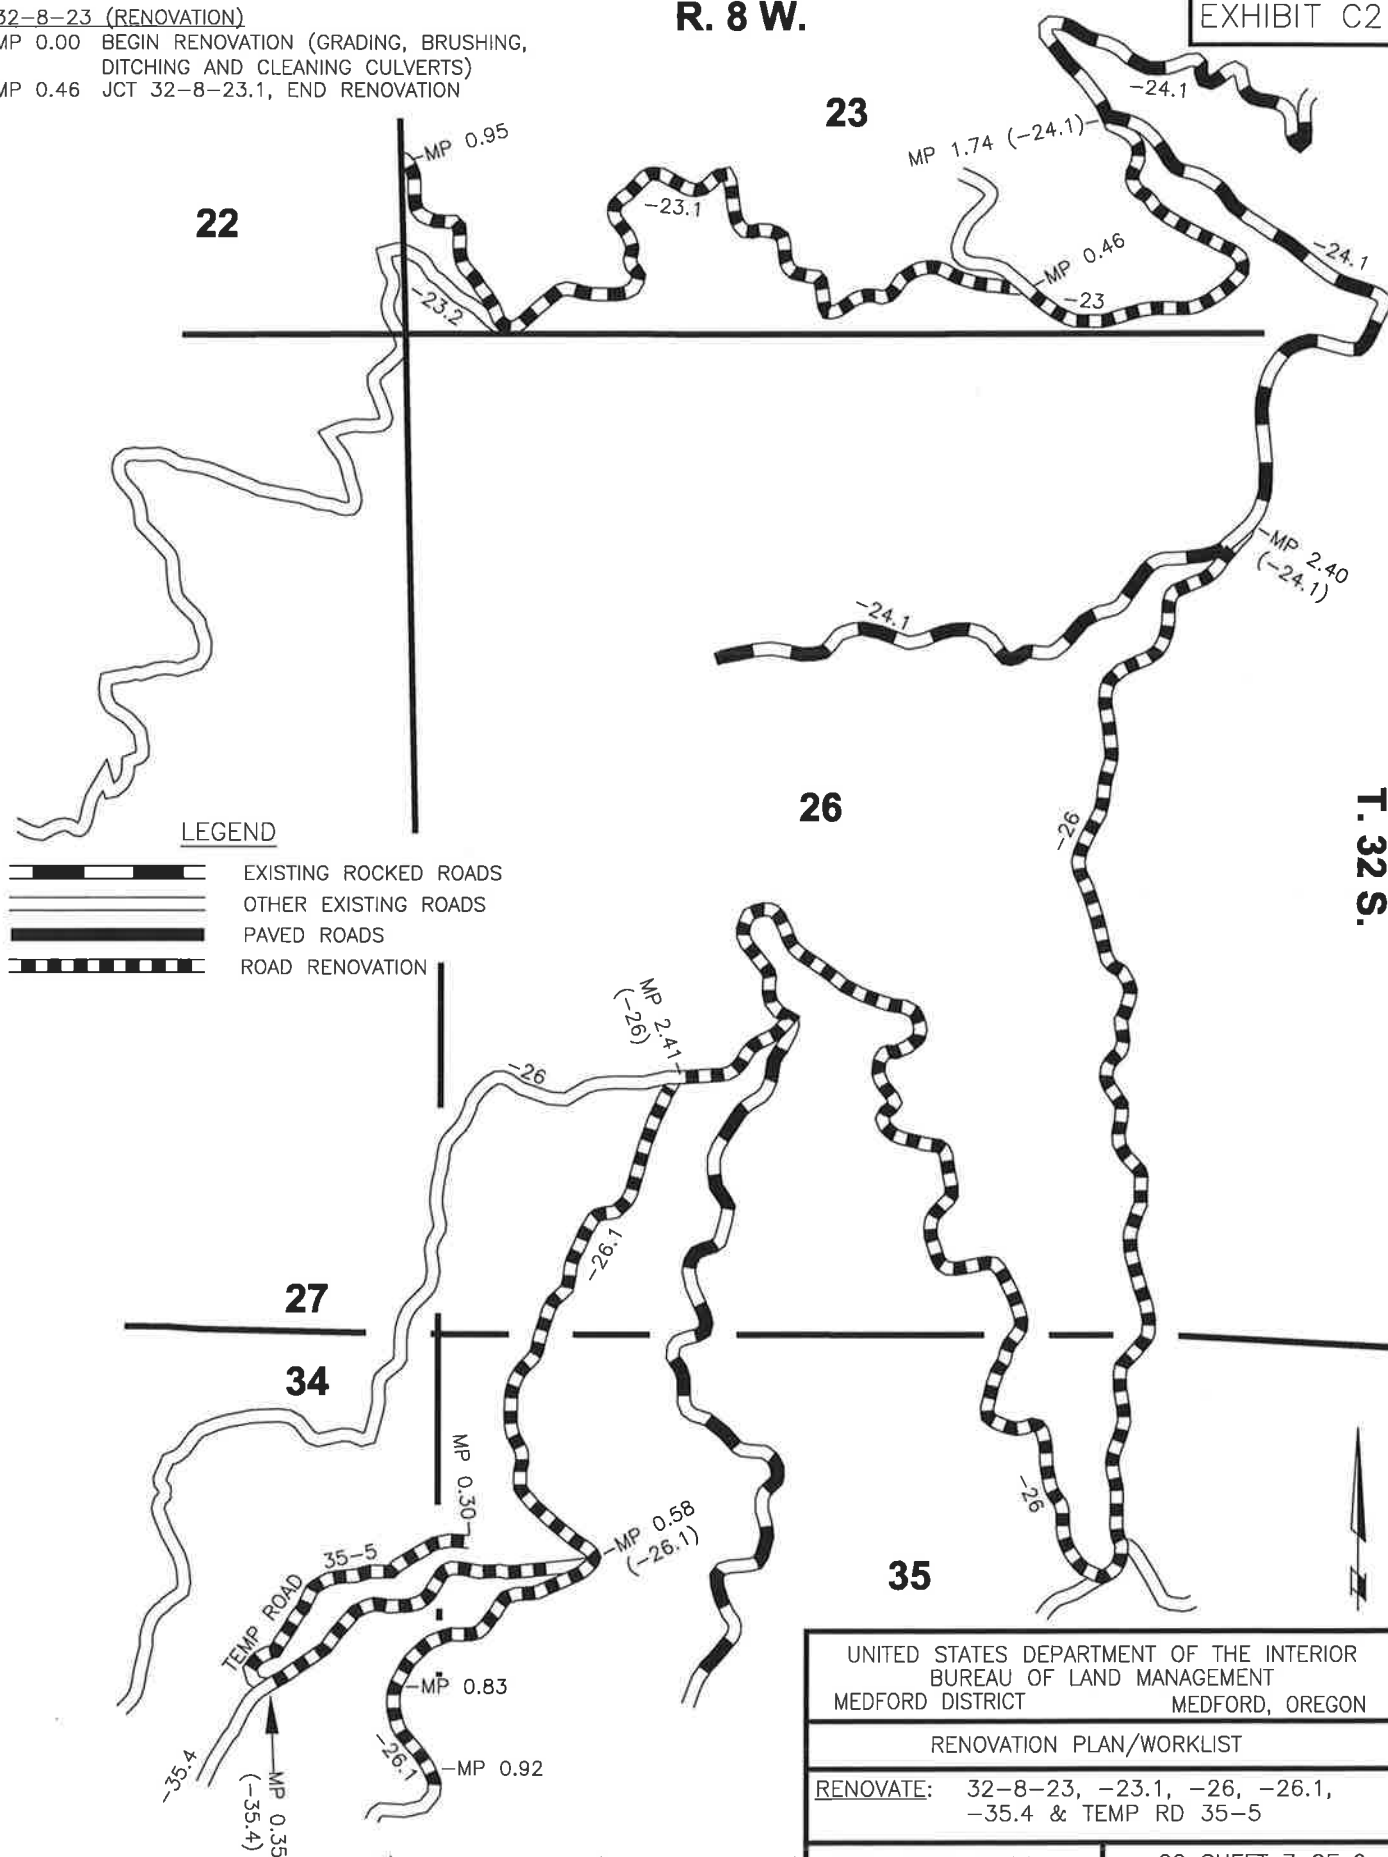 32-8-23 (RENOVATION)
MP 0.00 BEGIN RENOVATION (GRADING, BRUSHING,
DITCHING AND CLEANING CULVERTS)
MP 0.46 JCT 32-8-23.1, END RENOVATION
R. 8 W.
EXHIBIT C2
23
-24.1
MP 0.95
MP 1.74 (-24.1)
22
-23.1
MP 0.46
-24.1
-23.2
-23
MP 2.40
(-24.1)
-24.1
26
T. 32 S.
-26
LEGEND
EXISTING ROCKED ROADS
OTHER EXISTING ROADS
PAVED ROADS
ROAD RENOVATION
MP 2.41
(-26)
-26
-26.1
27
34
MP 0.30
-26
MP 0.58
(-26.1)
35-5
TEMP ROAD
35
MP 0.83
-26.1
MP 0.92
-35.4
MP 0.35
(-35.4)
UNITED STATES DEPARTMENT OF THE INTERIOR
BUREAU OF LAND MANAGEMENT
MEDFORD DISTRICT MEDFORD, OREGON
RENOVATION PLAN/WORKLIST
RENOVATE: 32-8-23, -23.1, -26, -26.1,
-35.4 & TEMP RD 35-5